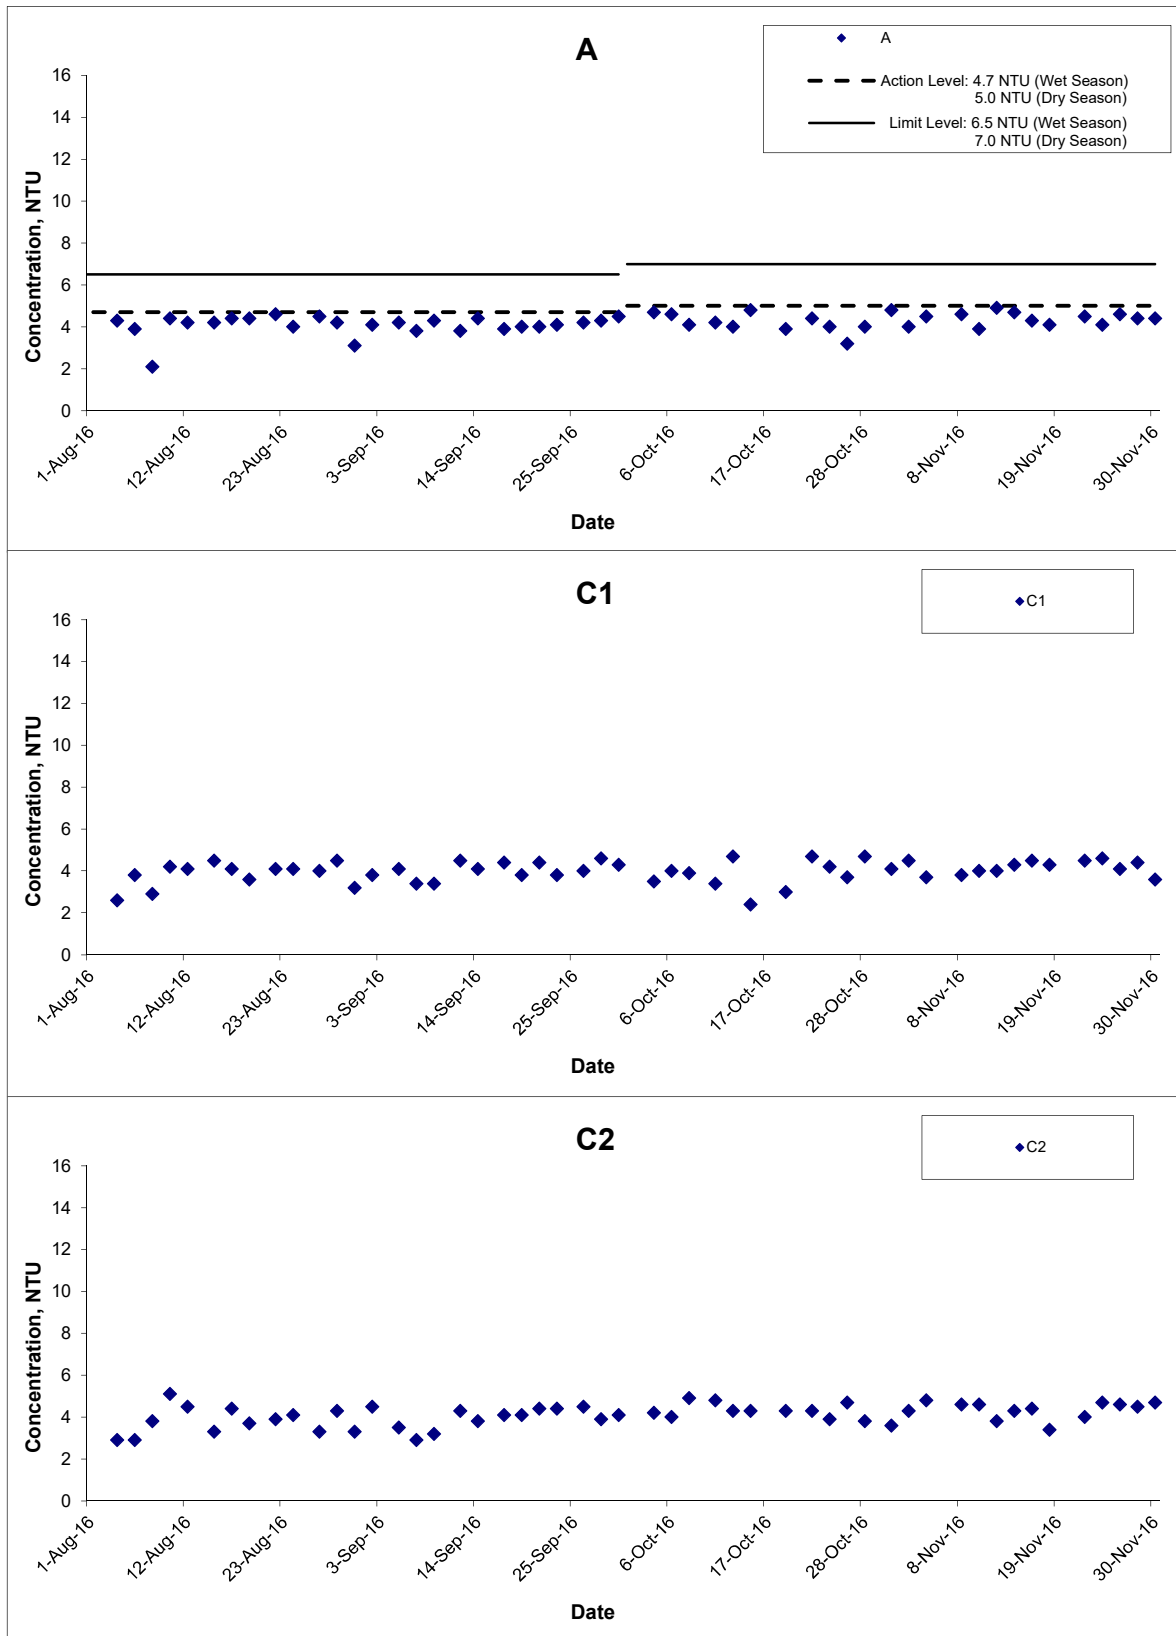 A
A
Action Level: 4.7 NTU (Wet Season)
5.0 NTU (Dry Season)
Limit Level: 6.5 NTU (Wet Season)
7.0 NTU (Dry Season)
Concentration, NTU
16
14
12
10
8
6
4
2
0
1-Aug-16
12-Aug-16
23-Aug-16
3-Sep-16
14-Sep-16
25-Sep-16
6-Oct-16
17-Oct-16
28-Oct-16
8-Nov-16
19-Nov-16
30-Nov-16
Date
C1
C1
Concentration, NTU
16
14
12
10
8
6
4
2
0
1-Aug-16
12-Aug-16
23-Aug-16
3-Sep-16
14-Sep-16
25-Sep-16
6-Oct-16
17-Oct-16
28-Oct-16
8-Nov-16
19-Nov-16
30-Nov-16
Date
C2
C2
Concentration, NTU
16
14
12
10
8
6
4
2
0
1-Aug-16
12-Aug-16
23-Aug-16
3-Sep-16
14-Sep-16
25-Sep-16
6-Oct-16
17-Oct-16
28-Oct-16
8-Nov-16
19-Nov-16
30-Nov-16
Date